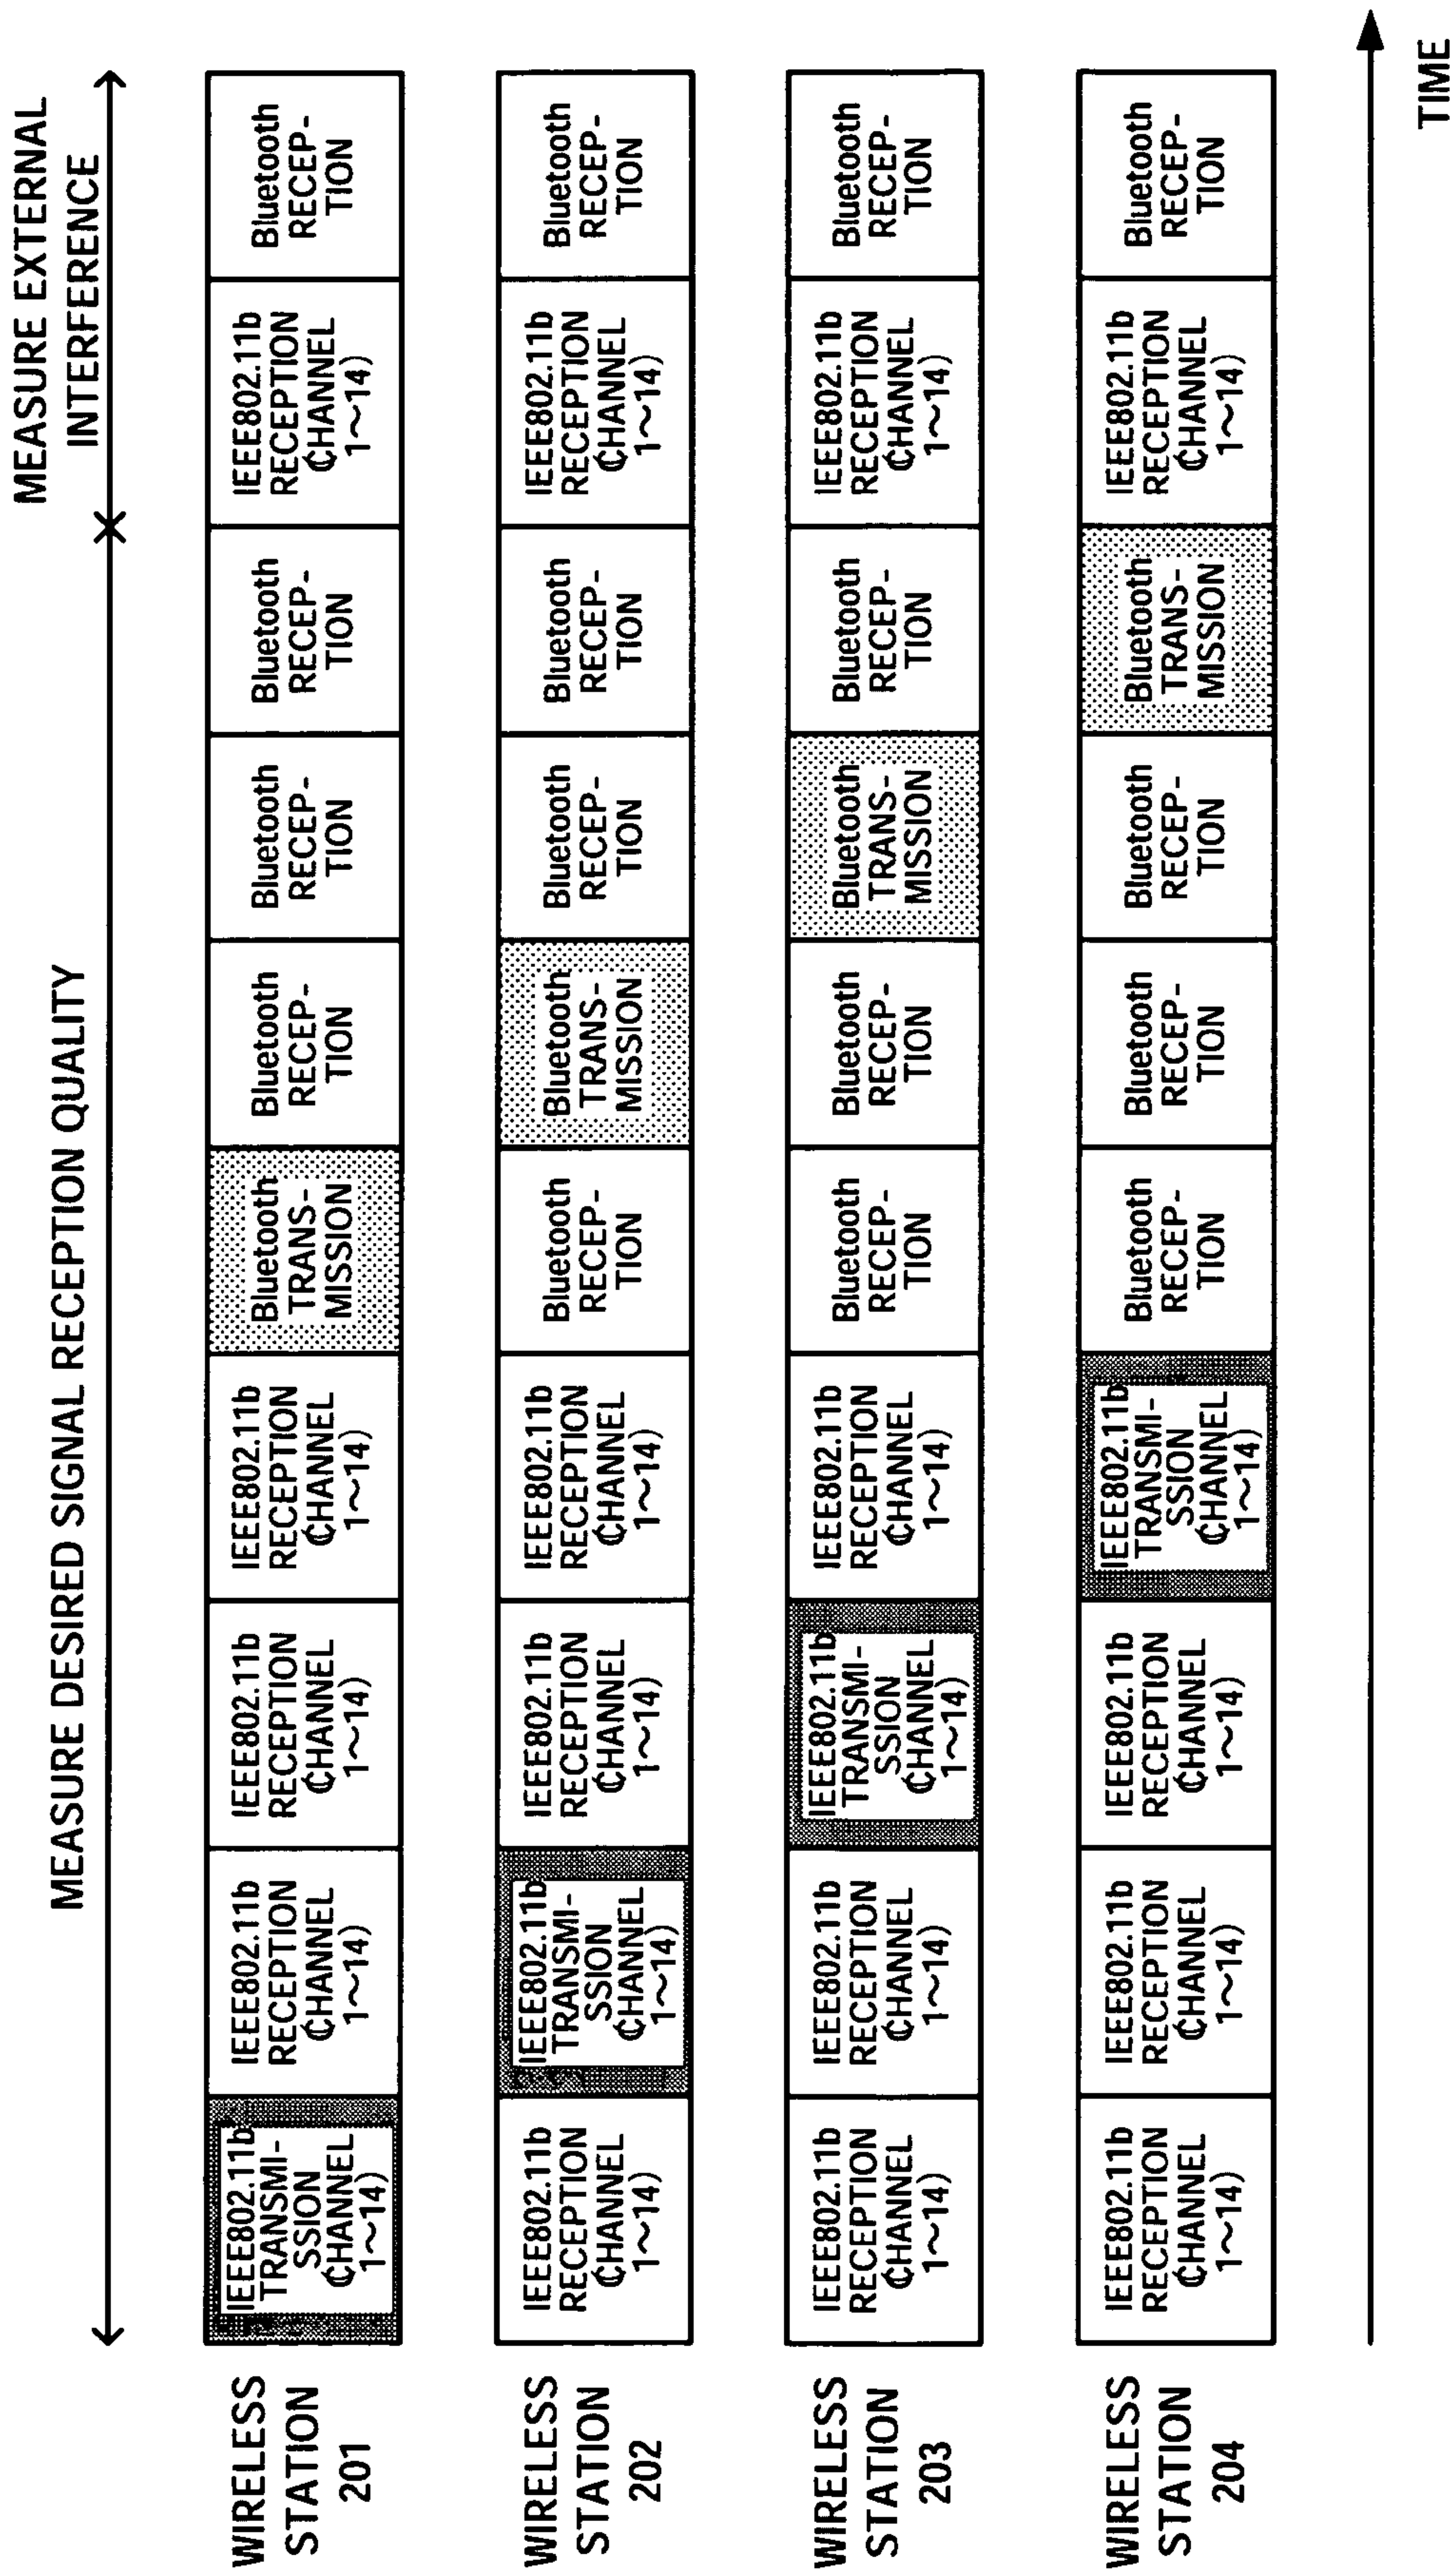 MEASURE DESIRED SIGNAL RECEPTION QUALITY
MEASURE EXTERNAL
INTERFERENCE
WIRELESS
STATION
201
IEEE802.11b
TRANSMI-
SSION
(CHANNEL
1~14)
IEEE802.11b
RECEPTION
(CHANNEL
1~14)
IEEE802.11b
RECEPTION
(CHANNEL
1~14)
IEEE802.11b
RECEPTION
(CHANNEL
1~14)
Bluetooth
TRANS-
MISSION
Bluetooth
RECEP-
TION
Bluetooth
RECEP-
TION
Bluetooth
RECEP-
TION
IEEE802.11b
RECEPTION
(CHANNEL
1~14)
Bluetooth
RECEP-
TION
WIRELESS
STATION
202
IEEE802.11b
RECEPTION
(CHANNEL
1~14)
IEEE802.11b
TRANSMI-
SSION
(CHANNEL
1~14)
IEEE802.11b
RECEPTION
(CHANNEL
1~14)
IEEE802.11b
RECEPTION
(CHANNEL
1~14)
Bluetooth
RECEP-
TION
Bluetooth
TRANS-
MISSION
Bluetooth
RECEP-
TION
Bluetooth
RECEP-
TION
IEEE802.11b
RECEPTION
(CHANNEL
1~14)
Bluetooth
RECEP-
TION
WIRELESS
STATION
203
IEEE802.11b
RECEPTION
(CHANNEL
1~14)
IEEE802.11b
RECEPTION
(CHANNEL
1~14)
IEEE802.11b
TRANSMI-
SSION
(CHANNEL
1~14)
IEEE802.11b
RECEPTION
(CHANNEL
1~14)
Bluetooth
RECEP-
TION
Bluetooth
RECEP-
TION
Bluetooth
TRANS-
MISSION
Bluetooth
RECEP-
TION
IEEE802.11b
RECEPTION
(CHANNEL
1~14)
Bluetooth
RECEP-
TION
WIRELESS
STATION
204
IEEE802.11b
RECEPTION
(CHANNEL
1~14)
IEEE802.11b
RECEPTION
(CHANNEL
1~14)
IEEE802.11b
RECEPTION
(CHANNEL
1~14)
IEEE802.11b
TRANSMI-
SSION
(CHANNEL
1~14)
Bluetooth
RECEP-
TION
Bluetooth
RECEP-
TION
Bluetooth
RECEP-
TION
Bluetooth
TRANS-
MISSION
IEEE802.11b
RECEPTION
(CHANNEL
1~14)
Bluetooth
RECEP-
TION
TIME